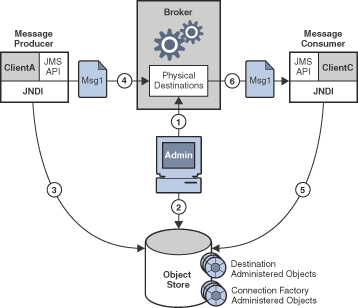 Message
Producer
Broker
Message
Consumer
ClientA
JMS
API
JNDI
Msg1
4
Physical
Destinations
6
Msg1
JMS
API
ClientC
JNDI
1
Admin
3
2
5
Object
Store
Destination
Administered Objects
Connection Factory
Administered Objects